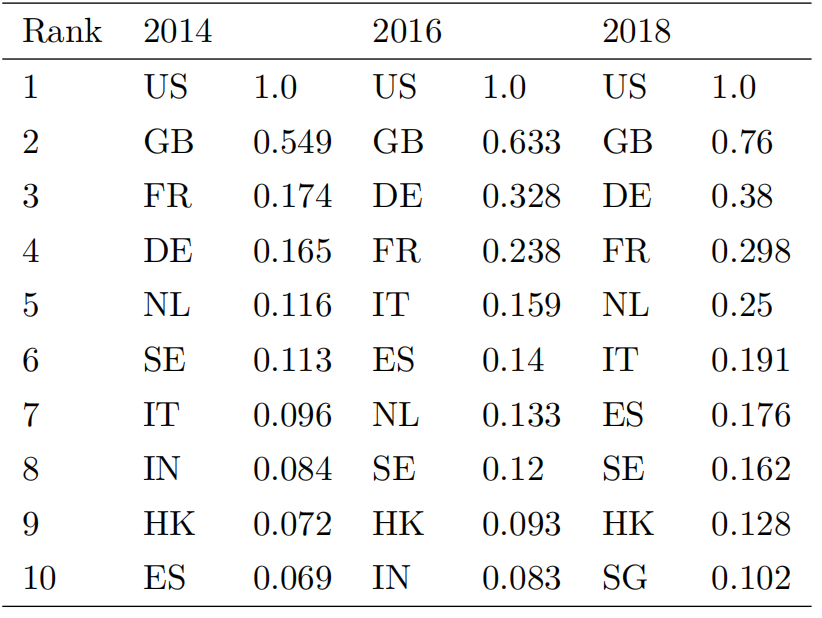 Rank 2014 2016 2018
1 US 1.0 US 1.0 US 1.0
2 GB 0.549 GB 0.633 GB 0.76
3 FR 0.174 DE 0.328 DE 0.38
4 DE 0.165 FR 0.238 FR 0.298
5 NL 0.116 IT 0.159 NL 0.25
6 SE 0.113 ES 0.14 IT 0.191
7 IT 0.096 NL 0.133 ES 0.176
8 IN 0.084 SE 0.12 SE 0.162
9 HK 0.072 HK 0.093 HK 0.128
10 ES 0.069 IN 0.083 SG 0.102